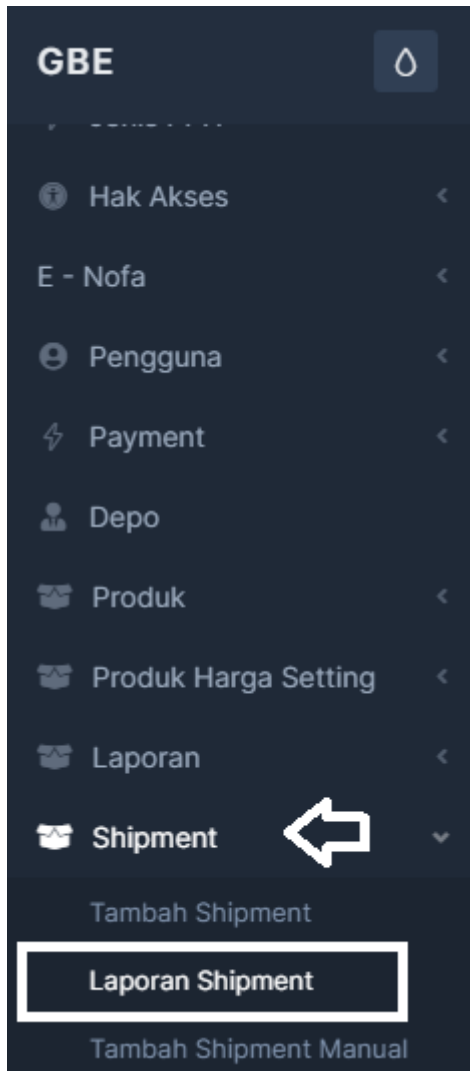 GBE
Hak Akses
E - Nofa
Pengguna
Payment
Depo
Produk
Produk Harga Setting
Laporan
Shipment
Tambah Shipment
Laporan Shipment
Tambah Shipment Manual